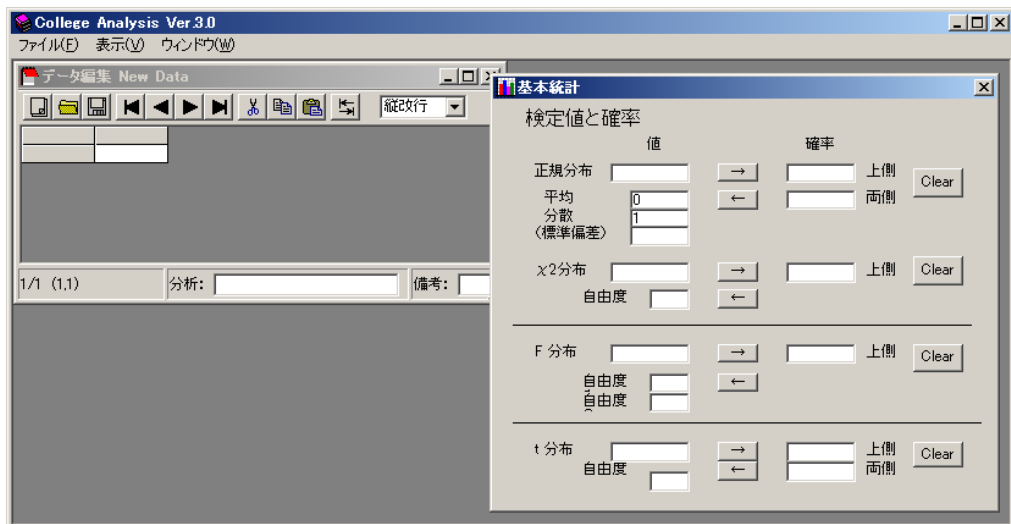 College Analysis Ver.3.0
ファイル(F) 表示(V) ウィンドウ(W)
データ編集 New Data
縦改行
1/1 (1,1) 分析: 備考:
基本統計
検定値と確率
値 確率
正規分布 → 上側 Clear
平均 0 ← 両側
分散 1
(標準偏差)
χ2分布 → 上側 Clear
自由度 ←
F 分布 → 上側 Clear
自由度 ←
自由度
t 分布 → 上側 Clear
自由度 ← 両側